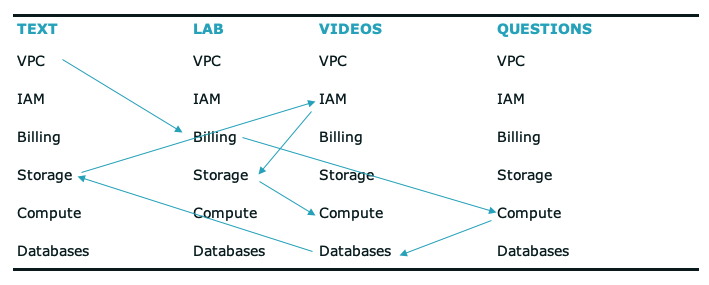 TEXT LAB VIDEOS QUESTIONS
VPC VPC VPC VPC
IAM IAM IAM IAM
Billing Billing Billing Billing
Storage Storage Storage Storage
Compute Compute Compute Compute
Databases Databases Databases Databases